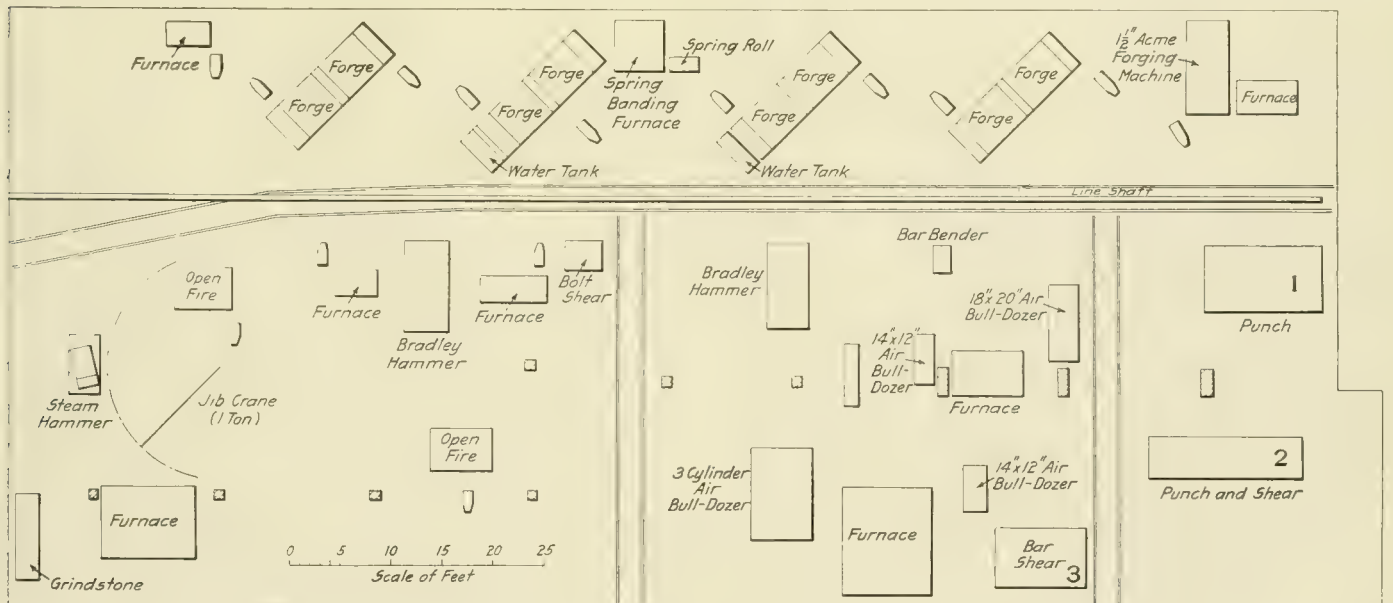 Furnace
Forge
Forge
Forge
Forge
Water Tank
Spring
Banding
Furnace
Spring Roll
Forge
Forge
Water Tank
Forge
Forge
1½" Acme
Forging
Machine
Furnace
Line Shaft
Open
Fire
Steam
Hammer
Jib Crane
(1 Ton)
Furnace
Bradley
Hammer
Furnace
Bolt
Shear
Bradley
Hammer
Bar Bender
18"x 20" Air
Bull-Dozer
14"x12"
Air
Bull-
Dozer
Furnace
1
Punch
Open
Fire
3 Cylinder
Air
Bull-Dozer
14"x12" Air
Bull-Dozer
2
Punch and Shear
Furnace
Grindstone
0 5 10 15 20 25
Scale of Feet
Furnace
Bar
Shear
3